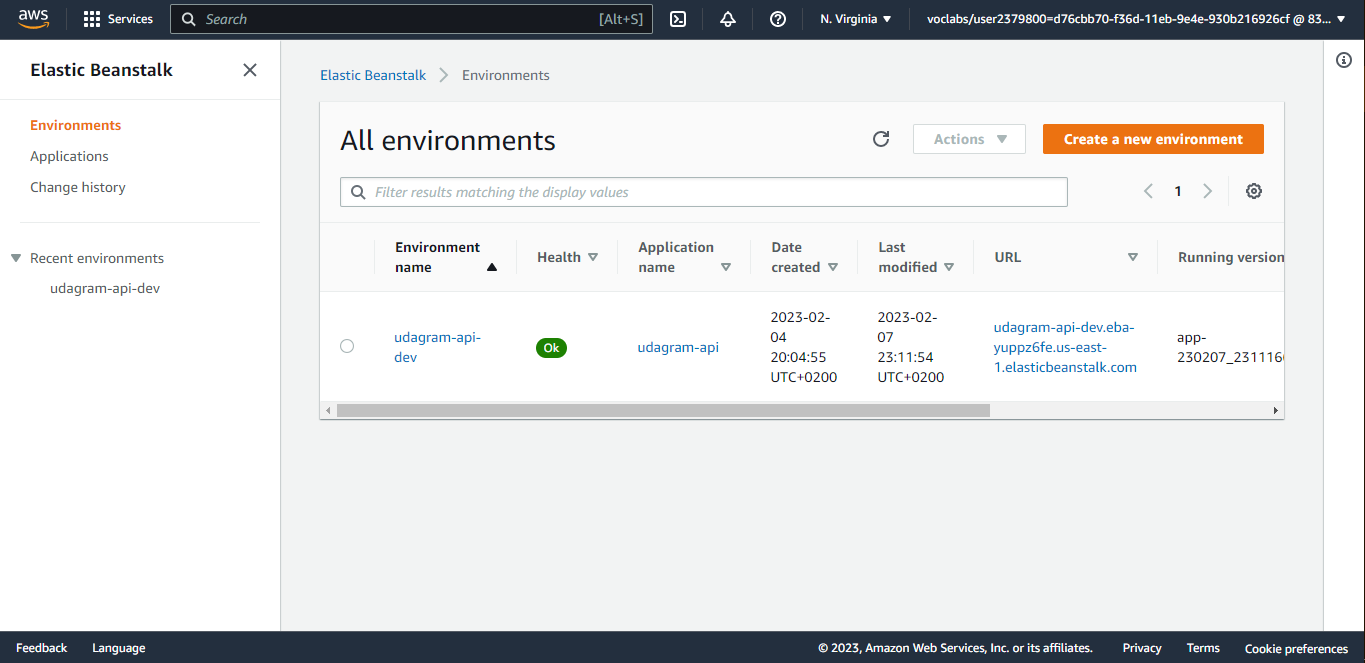 aws
Services
Search
[Alt+S]
N. Virginia
voclabs/user2379800=d76cbb70-f36d-11eb-9e4e-930b216926cf @ 83...
Elastic Beanstalk
Environments
Applications
Change history
Recent environments
udagram-api-dev
Elastic Beanstalk
Environments
All environments
Actions
Create a new environment
Filter results matching the display values
1
Environment
name
Health
Application
name
Date
created
Last
modified
URL
Running version
udagram-api-
dev
Ok
udagram-api
2023-02-
04
20:04:55
UTC+0200
2023-02-
07
23:11:54
UTC+0200
udagram-api-dev.eba-
yuppz6fe.us-east-
1.elasticbeanstalk.com
app-
Feedback
Language
© 2023, Amazon Web Services, Inc. or its affiliates.
Privacy
Terms
Cookie preferences